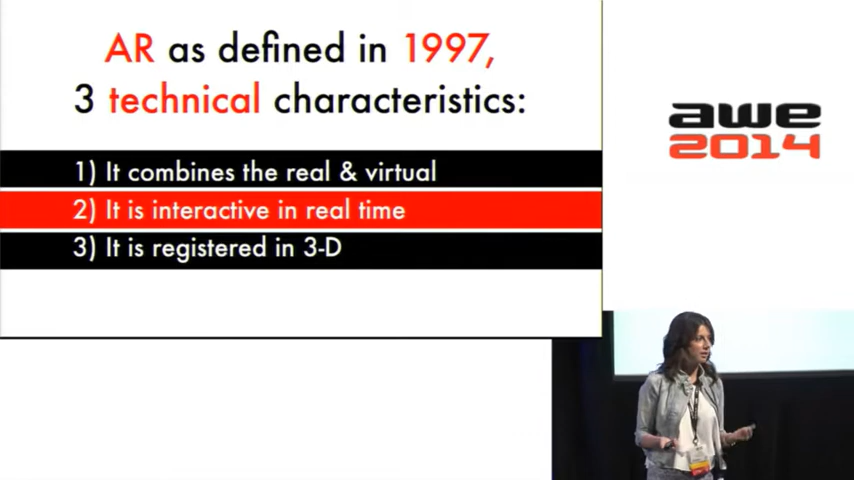 AR as defined in 1997,
3 technical characteristics:
1) It combines the real & virtual
2) It is interactive in real time
3) It is registered in 3-D
awe
2014